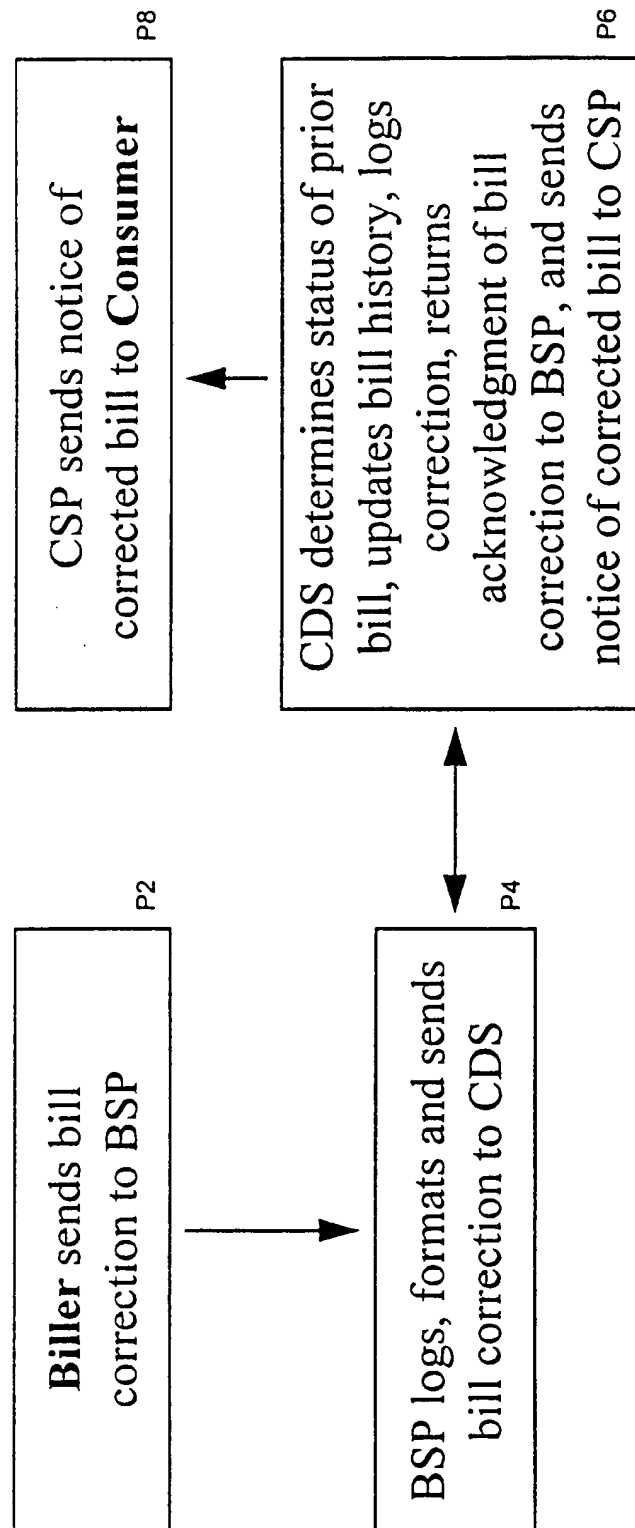 Biller sends bill
correction to BSP
P2
BSP logs, formats and sends
bill correction to CDS
P4
CDS determines status of prior
bill, updates bill history, logs
correction, returns
acknowledgment of bill
correction to BSP, and sends
notice of corrected bill to CSP
P6
CSP sends notice of
corrected bill to Consumer
P8